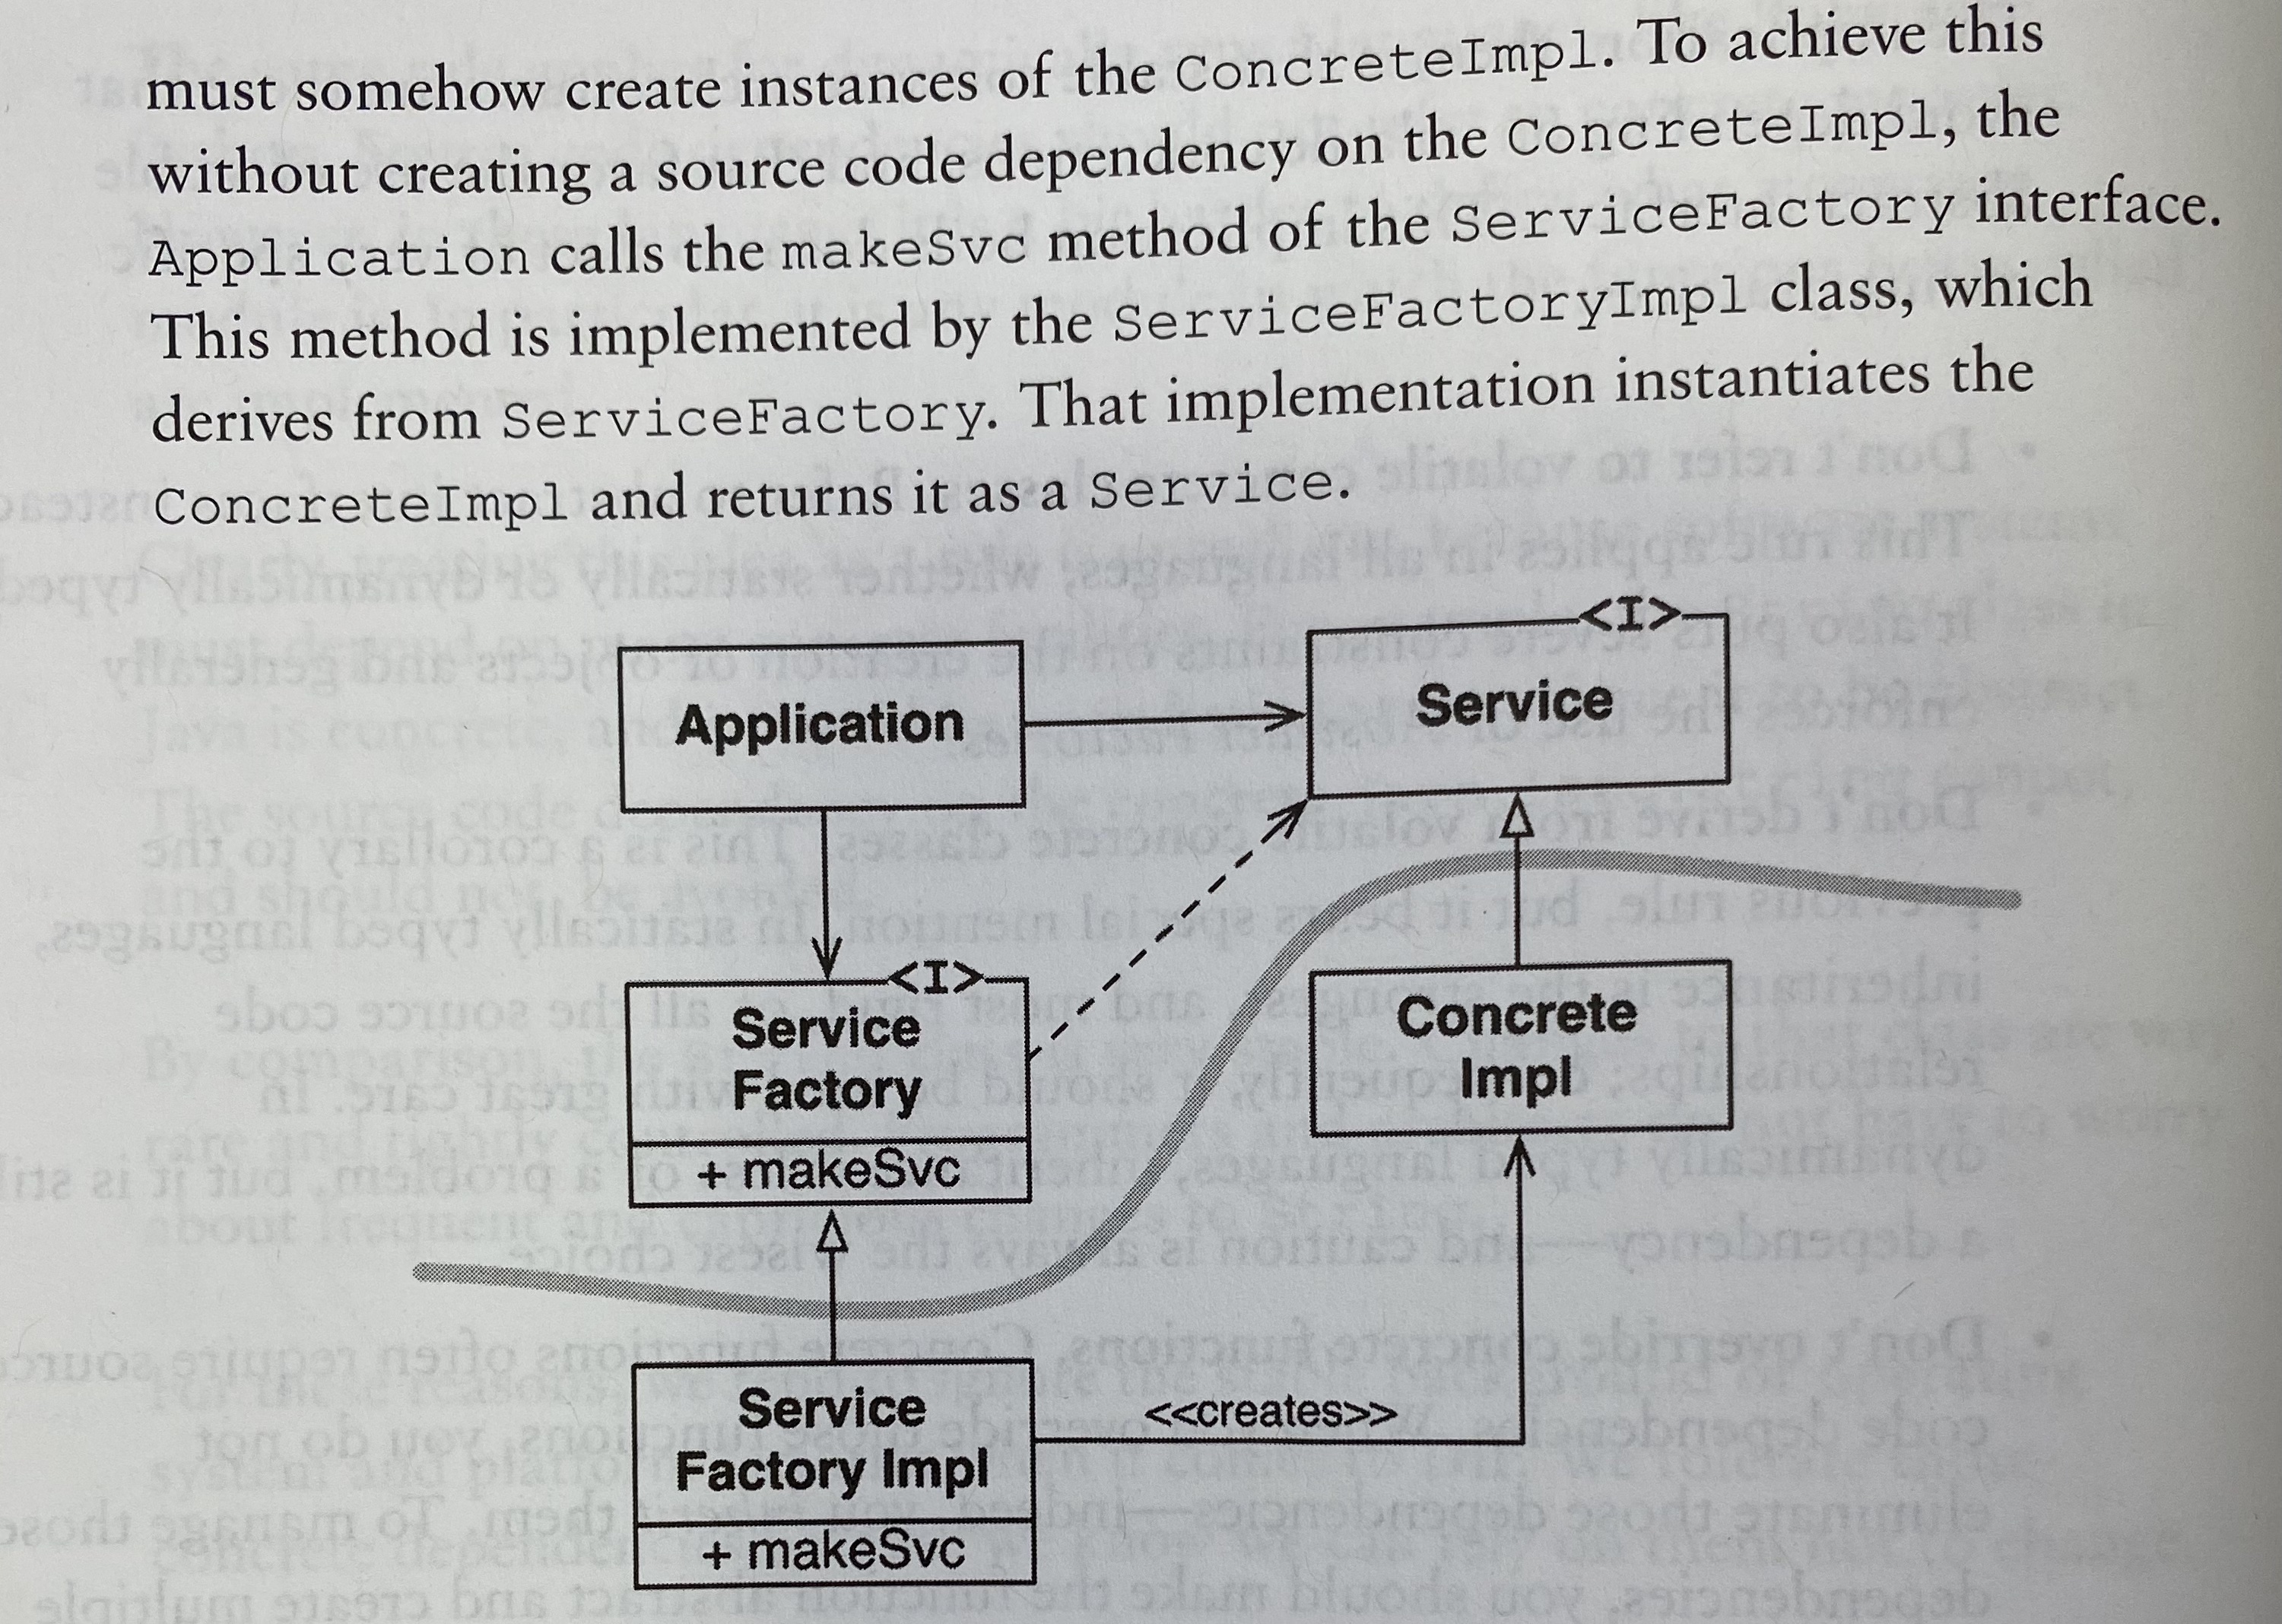 must somehow create instances of the ConcreteImpl. To achieve this
without creating a source code dependency on the ConcreteImpl, the
Application calls the makeSvc method of the ServiceFactory interface.
This method is implemented by the ServiceFactoryImpl class, which
derives from ServiceFactory. That implementation instantiates the
ConcreteImpl and returns it as a Service.
<I>
Application
Service
<I>
Service
Factory
+ makeSvc
Concrete
Impl
Service
Factory Impl
+ makeSvc
<<creates>>